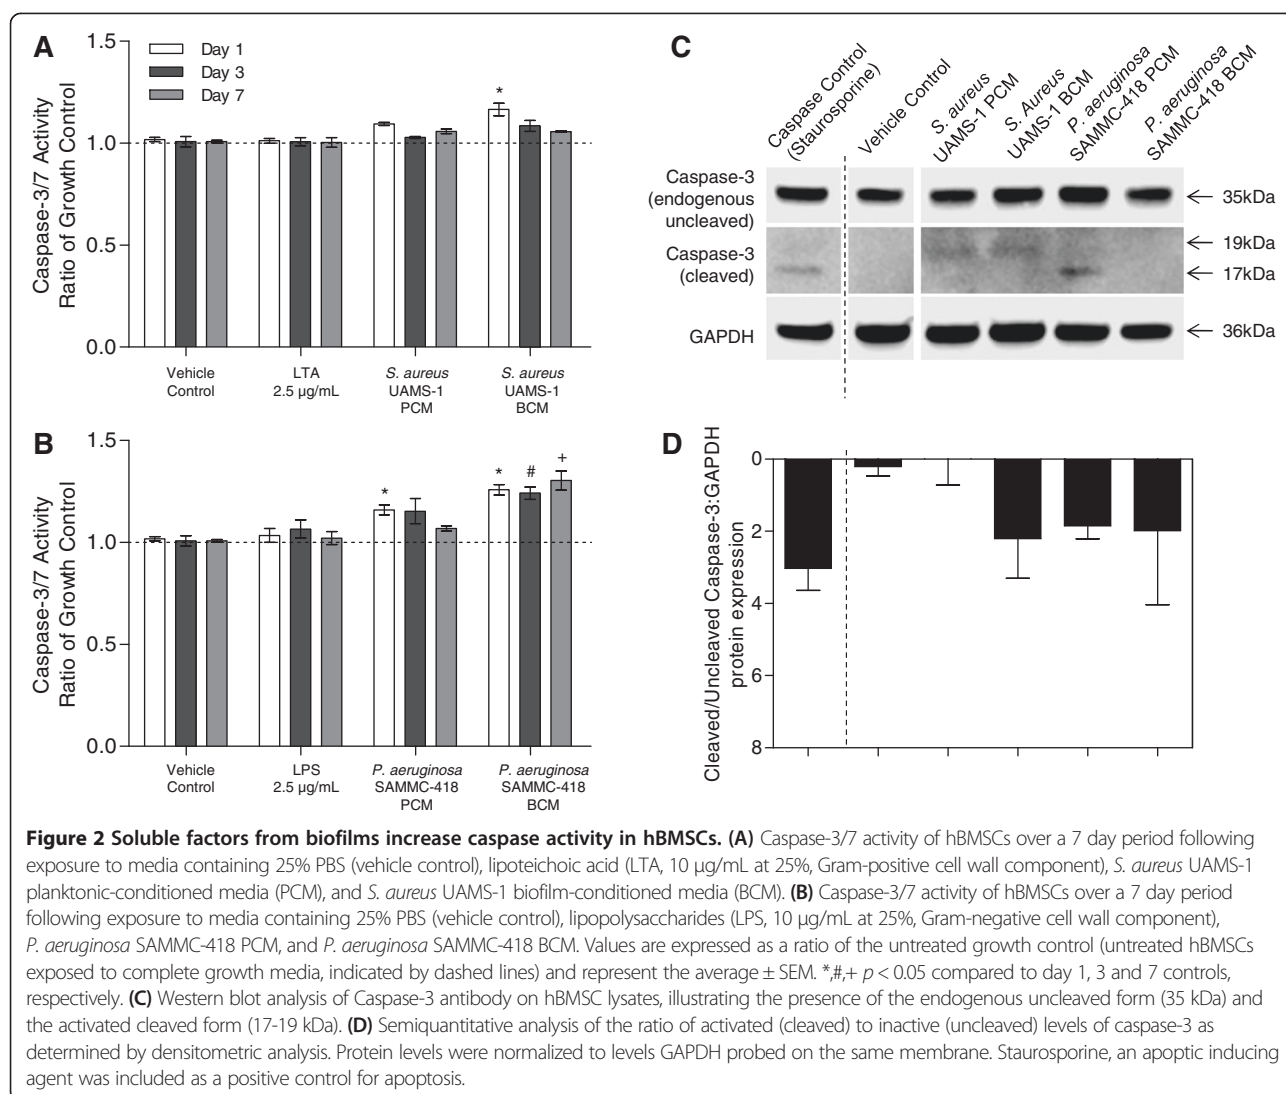 A
1.5
1.0
0.5
0.0
Caspase-3/7 Activity
Ratio of Growth Control
Day 1
Day 3
Day 7
*
Vehicle
Control
LTA
2.5 µg/mL
S. aureus
UAMS-1
PCM
S. aureus
UAMS-1
BCM
B
1.5
1.0
0.5
0.0
Caspase-3/7 Activity
Ratio of Growth Control
*
*
#
+
Vehicle
Control
LPS
2.5 µg/mL
P. aeruginosa
SAMMC-418
PCM
P. aeruginosa
SAMMC-418
BCM
C
Caspase Control
(Staurosporine)
Vehicle Control
S. aureus
UAMS-1 PCM
S. Aureus
UAMS-1 BCM
P. aeruginosa
SAMMC-418 PCM
P. aeruginosa
SAMMC-418 BCM
Caspase-3
(endogenous
uncleaved)
← 35kDa
Caspase-3
(cleaved)
← 19kDa
← 17kDa
GAPDH
← 36kDa
D
Cleaved/Uncleaved Caspase-3:GAPDH
protein expression
0
2
4
6
8
Figure 2 Soluble factors from biofilms increase caspase activity in hBMSCs. (A) Caspase-3/7 activity of hBMSCs over a 7 day period following
exposure to media containing 25% PBS (vehicle control), lipoteichoic acid (LTA, 10 µg/mL at 25%, Gram-positive cell wall component), S. aureus UAMS-1
planktonic-conditioned media (PCM), and S. aureus UAMS-1 biofilm-conditioned media (BCM). (B) Caspase-3/7 activity of hBMSCs over a 7 day period
following exposure to media containing 25% PBS (vehicle control), lipopolysaccharides (LPS, 10 µg/mL at 25%, Gram-negative cell wall component),
P. aeruginosa SAMMC-418 PCM, and P. aeruginosa SAMMC-418 BCM. Values are expressed as a ratio of the untreated growth control (untreated hBMSCs
exposed to complete growth media, indicated by dashed lines) and represent the average ± SEM. *,#,+ p < 0.05 compared to day 1, 3 and 7 controls,
respectively. (C) Western blot analysis of Caspase-3 antibody on hBMSC lysates, illustrating the presence of the endogenous uncleaved form (35 kDa) and
the activated cleaved form (17-19 kDa). (D) Semiquantitative analysis of the ratio of activated (cleaved) to inactive (uncleaved) levels of caspase-3 as
determined by densitometric analysis. Protein levels were normalized to levels GAPDH probed on the same membrane. Staurosporine, an apoptic inducing
agent was included as a positive control for apoptosis.